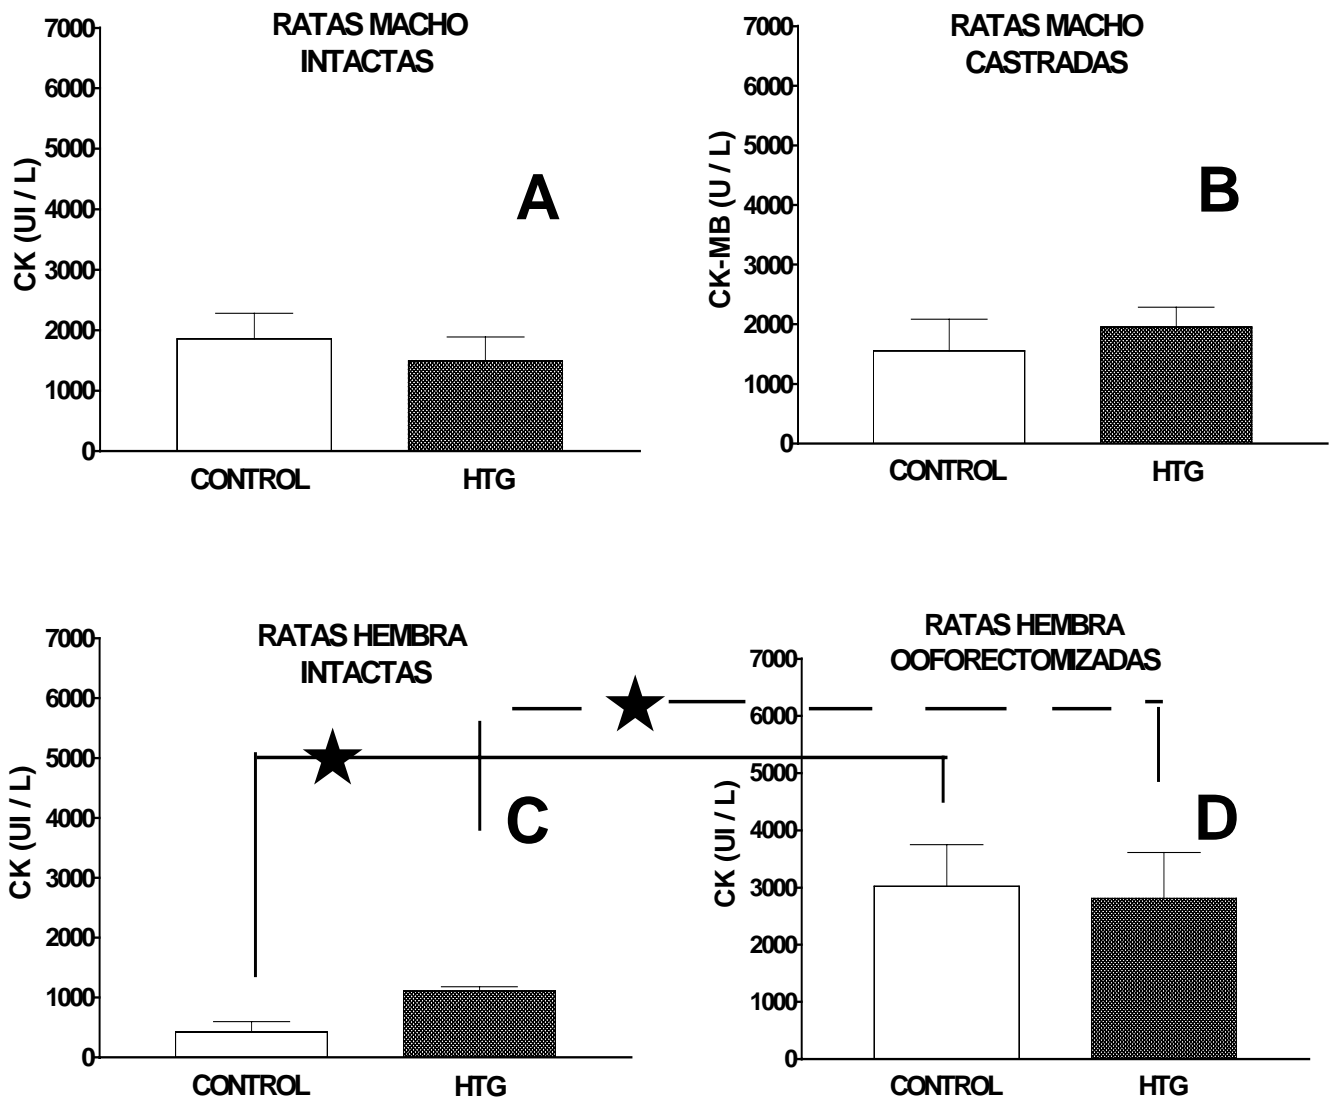 RATAS MACHO
INTACTAS
7000
6000
5000
4000
3000
2000
1000
0
CK (UI / L)
A
CONTROL
HTG
RATAS MACHO
CASTRADAS
7000
6000
5000
4000
3000
2000
1000
0
CK-MB (U / L)
B
CONTROL
HTG
RATAS HEMBRA
INTACTAS
7000
6000
5000
4000
3000
2000
1000
0
CK (UI / L)
C
CONTROL
HTG
RATAS HEMBRA
OOFORECTOMIZADAS
7000
6000
5000
4000
3000
2000
1000
0
CK (UI / L)
D
CONTROL
HTG